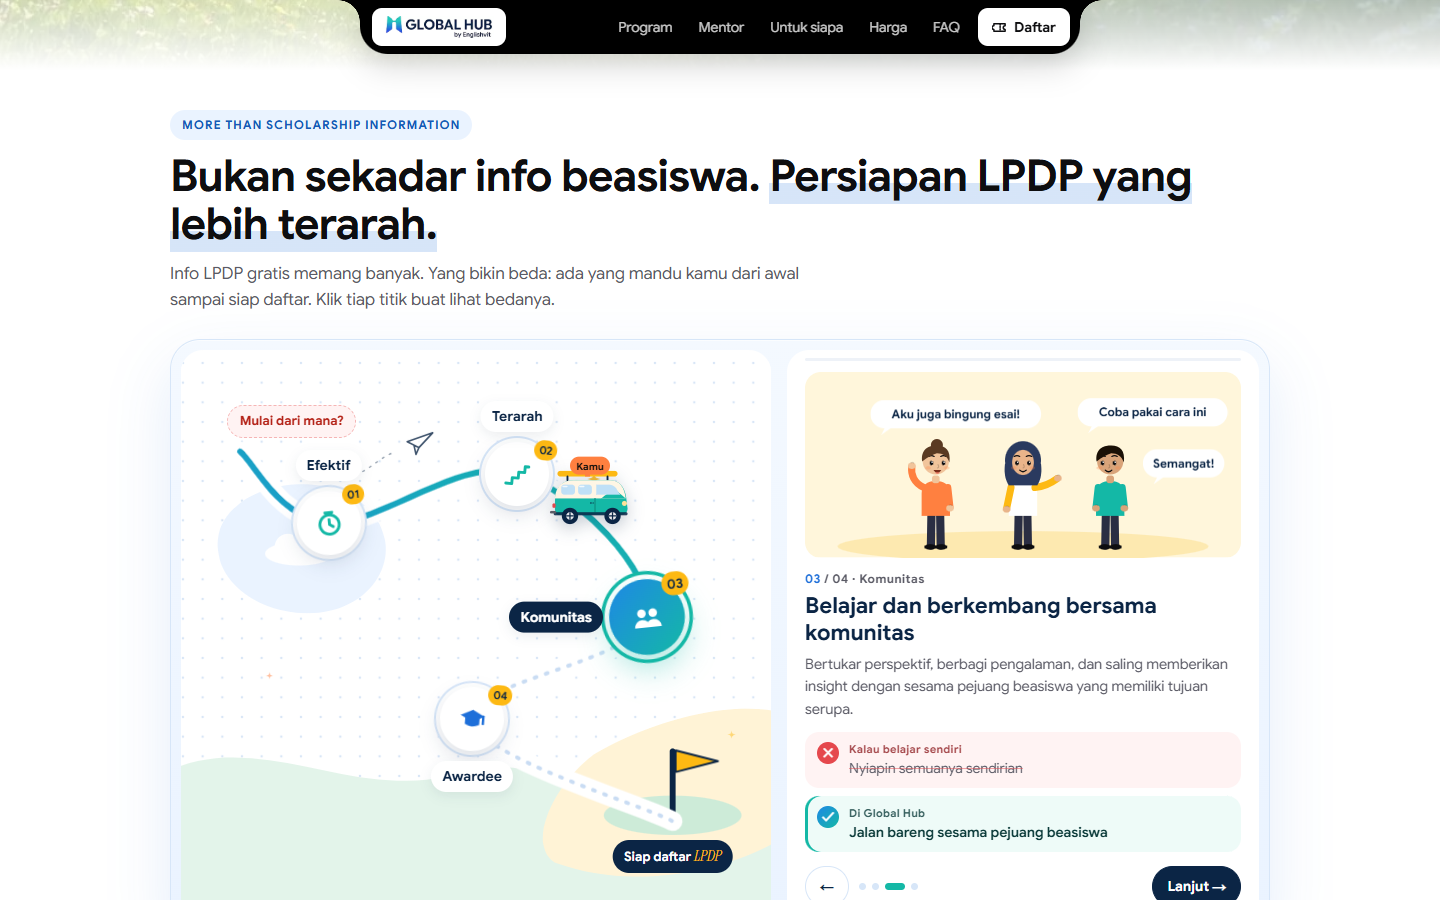 GLOBAL HUB
by Englishvit
Program
Mentor
Untuk siapa
Harga
FAQ
Daftar
MORE THAN SCHOLARSHIP INFORMATION
Bukan sekadar info beasiswa. Persiapan LPDP yang
lebih terarah.
Info LPDP gratis memang banyak. Yang bikin beda: ada yang mandu kamu dari awal
sampai siap daftar. Klik tiap titik buat lihat bedanya.
Mulai dari mana?
Efektif
01
Terarah
02
Kamu
Komunitas
03
04
Awardee
Siap daftar LPDP
Aku juga bingung esai!
Coba pakai cara ini
Semangat!
03 / 04 · Komunitas
Belajar dan berkembang bersama
komunitas
Bertukar perspektif, berbagi pengalaman, dan saling memberikan
insight dengan sesama pejuang beasiswa yang memiliki tujuan
serupa.
Kalau belajar sendiri
Nyiapin semuanya sendirian
Di Global Hub
Jalan bareng sesama pejuang beasiswa
←
Lanjut →